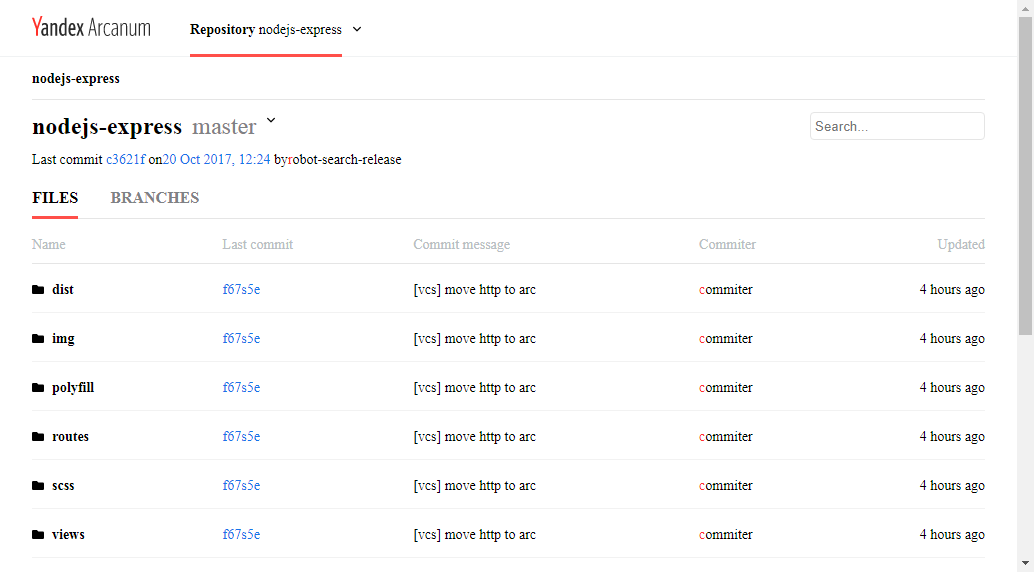 Yandex Arcanum Repository nodejs-express
nodejs-express
nodejs-express master
Search...
Last commit c3621f on20 Oct 2017, 12:24 byrobot-search-release
FILES BRANCHES
Name Last commit Commit message Commiter Updated
dist f67s5e [vcs] move http to arc commiter 4 hours ago
img f67s5e [vcs] move http to arc commiter 4 hours ago
polyfill f67s5e [vcs] move http to arc commiter 4 hours ago
routes f67s5e [vcs] move http to arc commiter 4 hours ago
scss f67s5e [vcs] move http to arc commiter 4 hours ago
views f67s5e [vcs] move http to arc commiter 4 hours ago